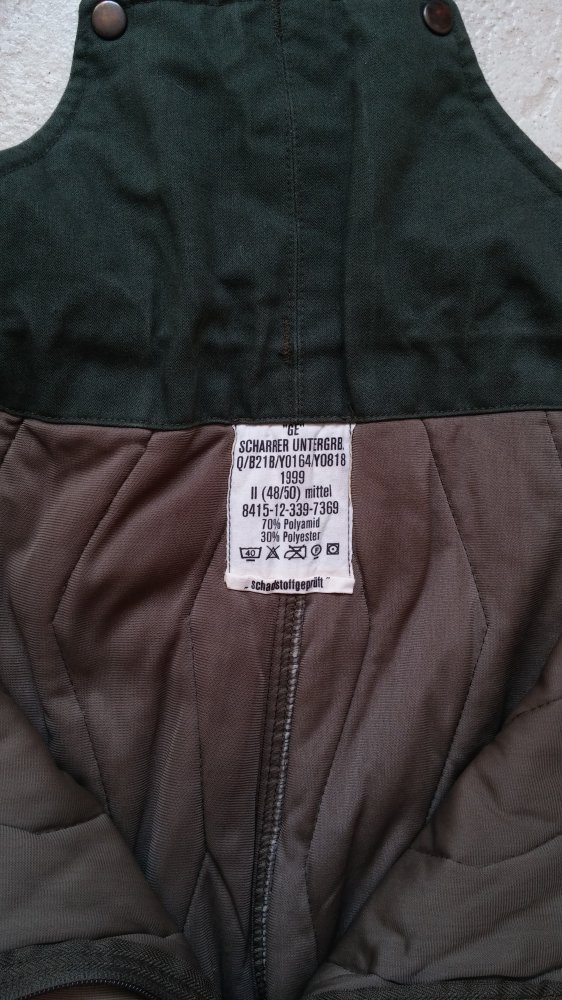 "GE"
SCHARRER UNTERGRB.
Q/B21B/Y0164/Y0818
1999
II (48/50) mittel
8415-12-339-7369
70% Polyamid
30% Polyester
40
"schadstoffgeprüft"